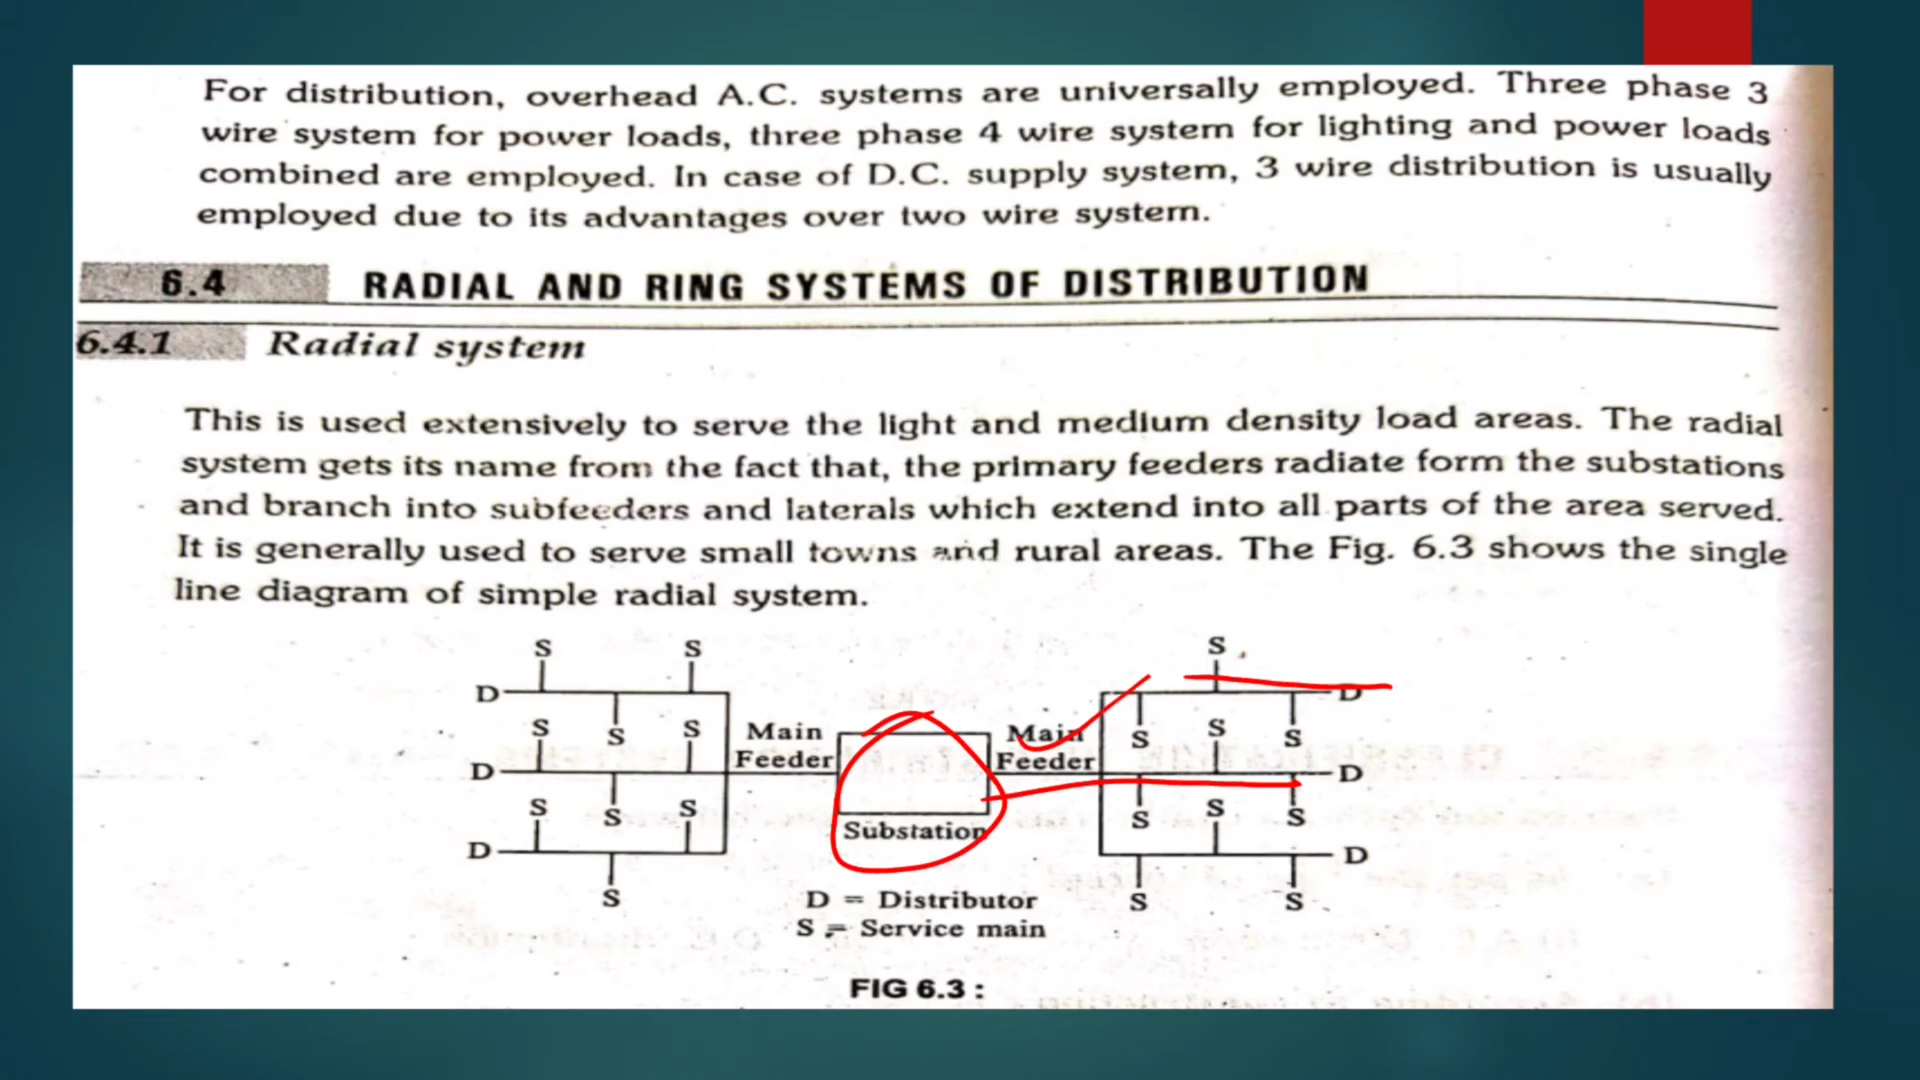 For distribution, overhead A.C. systems are universally employed. Three phase 3
wire system for power loads, three phase 4 wire system for lighting and power loads
combined are employed. In case of D.C. supply system, 3 wire distribution is usually
employed due to its advantages over two wire system.
6.4 RADIAL AND RING SYSTEMS OF DISTRIBUTION
6.4.1 Radial system
This is used extensively to serve the light and medium density load areas. The radial
system gets its name from the fact that, the primary feeders radiate form the substations
and branch into subfeeders and laterals which extend into all parts of the area served.
It is generally used to serve small towns and rural areas. The Fig. 6.3 shows the single
line diagram of simple radial system.
S S S
D D
S S S Main Main S S S
Feeder Feeder
D D
S S S S S S
Substation
D D
S S S
D = Distributor
S = Service main
FIG 6.3 :